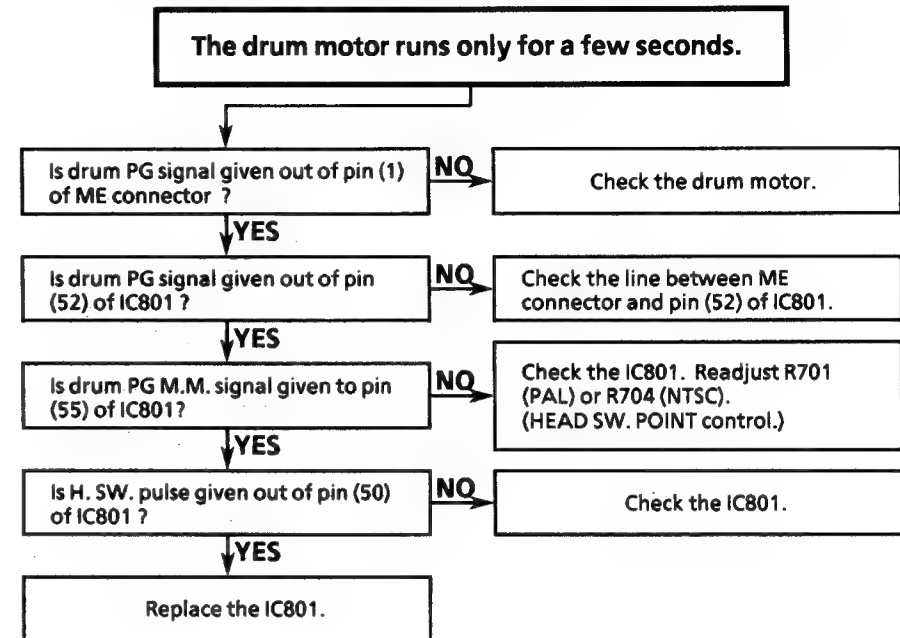 The drum motor runs only for a few seconds.
Is drum PG signal given out of pin (1)
of ME connector ?
NO
Check the drum motor.
YES
Is drum PG signal given out of pin
(52) of IC801 ?
NO
Check the line between ME
connector and pin (52) of IC801.
YES
Is drum PG M.M. signal given to pin
(55) of IC801?
NO
Check the IC801. Readjust R701
(PAL) or R704 (NTSC).
(HEAD SW. POINT control.)
YES
Is H. SW. pulse given out of pin (50)
of IC801 ?
NO
Check the IC801.
YES
Replace the IC801.